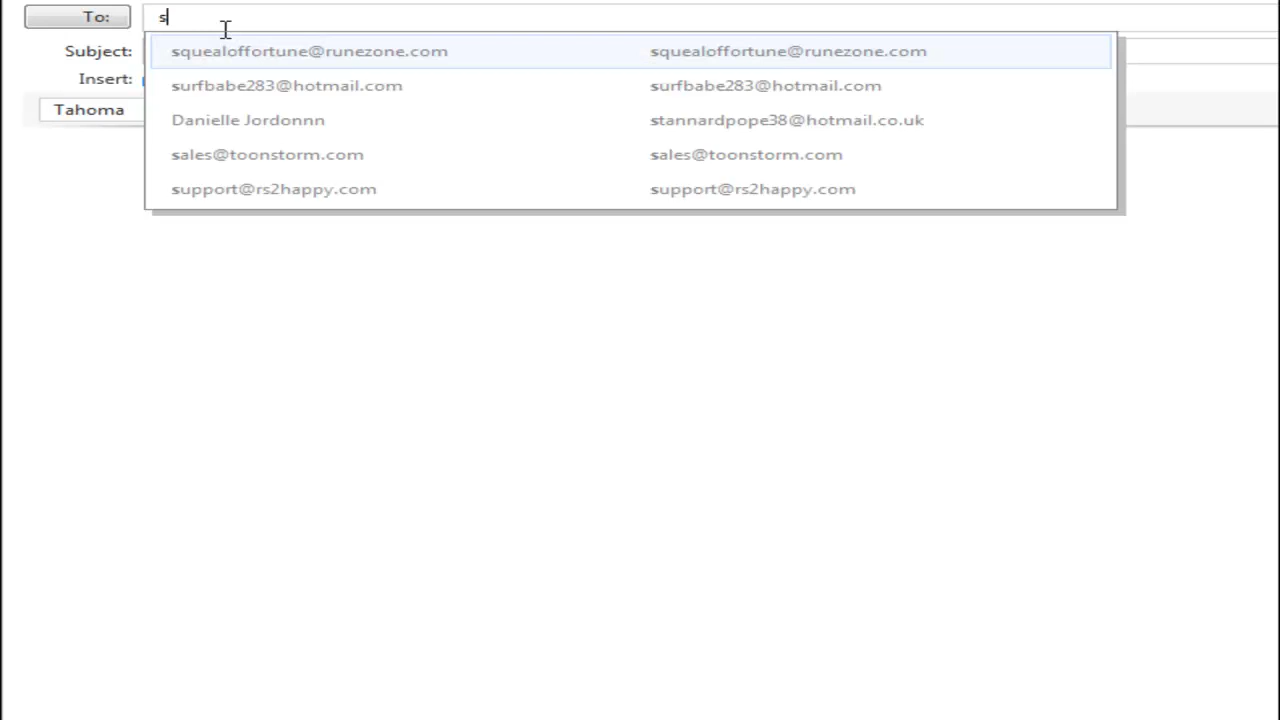 To: s
squealoffortune@runezone.com squealoffortune@runezone.com
Subject:
surfbabe283@hotmail.com surfbabe283@hotmail.com
Insert:
Tahoma
Danielle Jordonnn stannardpope38@hotmail.co.uk
sales@toonstorm.com sales@toonstorm.com
support@rs2happy.com support@rs2happy.com